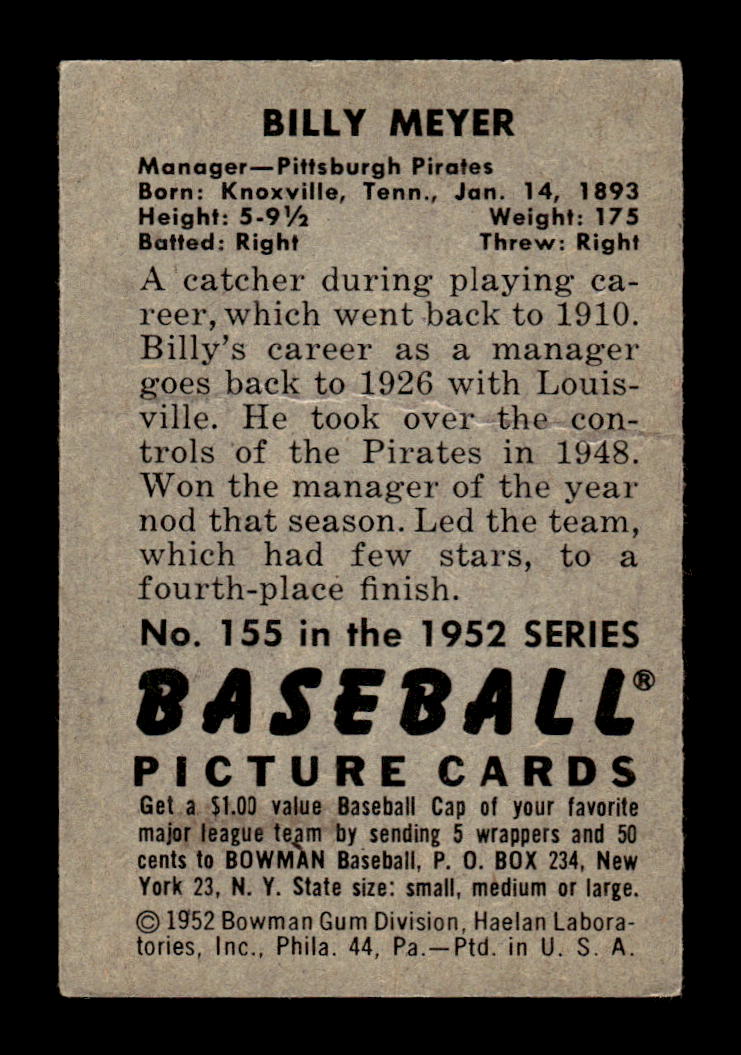 BILLY MEYER
Manager—Pittsburgh Pirates
Born: Knoxville, Tenn., Jan. 14, 1893
Height: 5-9½ Weight: 175
Batted: Right Threw: Right
A catcher during playing ca-
reer, which went back to 1910.
Billy's career as a manager
goes back to 1926 with Louis-
ville. He took over the con-
trols of the Pirates in 1948.
Won the manager of the year
nod that season. Led the team,
which had few stars, to a
fourth-place finish.
No. 155 in the 1952 SERIES
BASEBALL®
PICTURE CARDS
Get a $1.00 value Baseball Cap of your favorite
major league team by sending 5 wrappers and 50
cents to BOWMAN Baseball, P. O. BOX 234, New
York 23, N. Y. State size: small, medium or large.
© 1952 Bowman Gum Division, Haelan Labora-
tories, Inc., Phila. 44, Pa.—Ptd. in U. S. A.